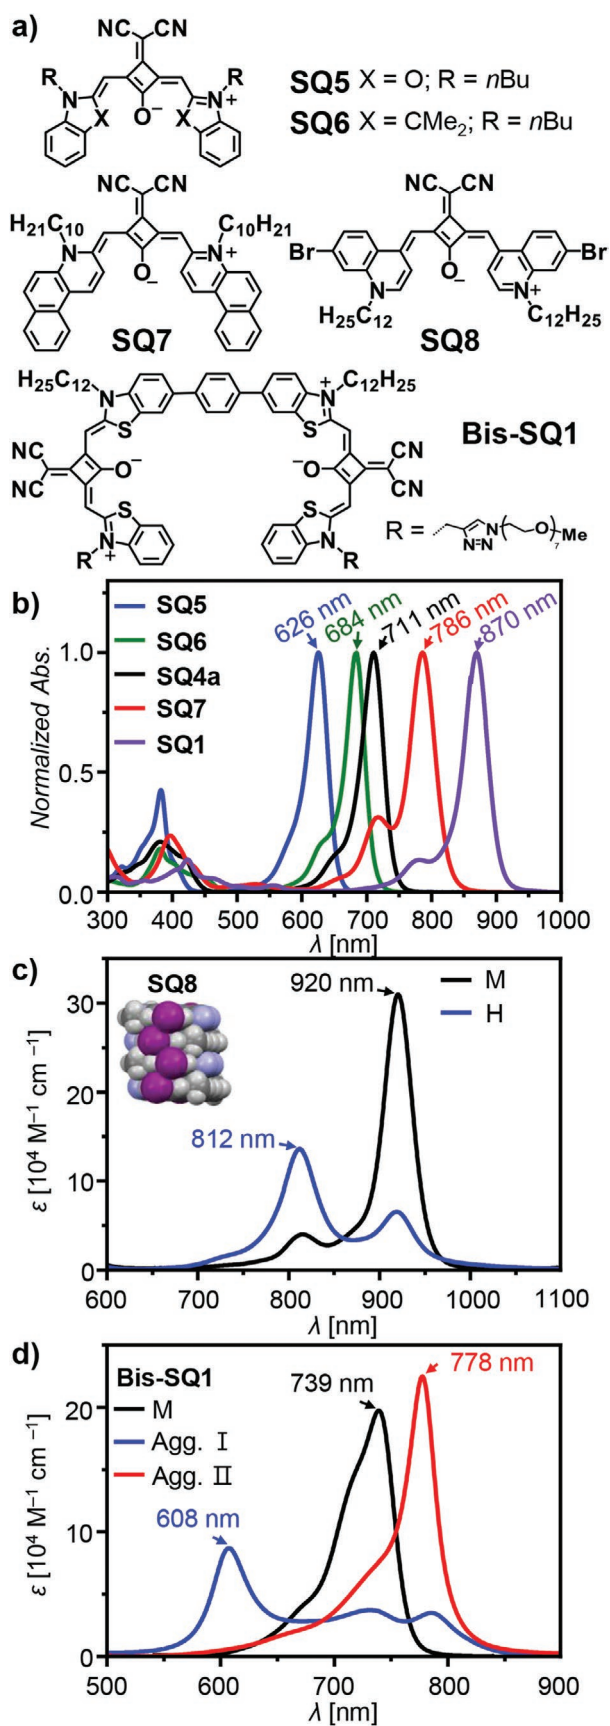 a)
NC CN
R R
N N+
X O− X
SQ5 X = O; R = nBu
SQ6 X = CMe2; R = nBu
NC CN
H21C10 C10H21
N N+
O−
SQ7
NC CN
Br Br
O−
N N+
H25C12 C12H25
SQ8
H25C12 N N+ C12H25
S S
NC CN
O− −O
NC CN
S S
N+ N
R R
Bis-SQ1
R = N N=N O 7 Me
b)
SQ5
SQ6
SQ4a
SQ7
SQ1
626 nm
684 nm
711 nm
786 nm
870 nm
Normalized Abs.
1.0
0.5
0.0
300 400 500 600 700 800 900 1000
λ [nm]
c)
SQ8
920 nm
M
H
812 nm
ε [10⁴ M⁻¹ cm⁻¹]
30
20
10
0
600 700 800 900 1000 1100
λ [nm]
d)
Bis-SQ1
M
Agg. I
Agg. II
739 nm
778 nm
608 nm
ε [10⁴ M⁻¹ cm⁻¹]
20
10
0
500 600 700 800 900
λ [nm]